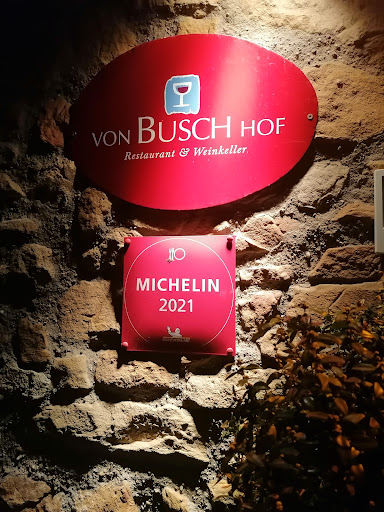 VON BUSCH HOF
Restaurant & Weinkeller
MICHELIN
2021